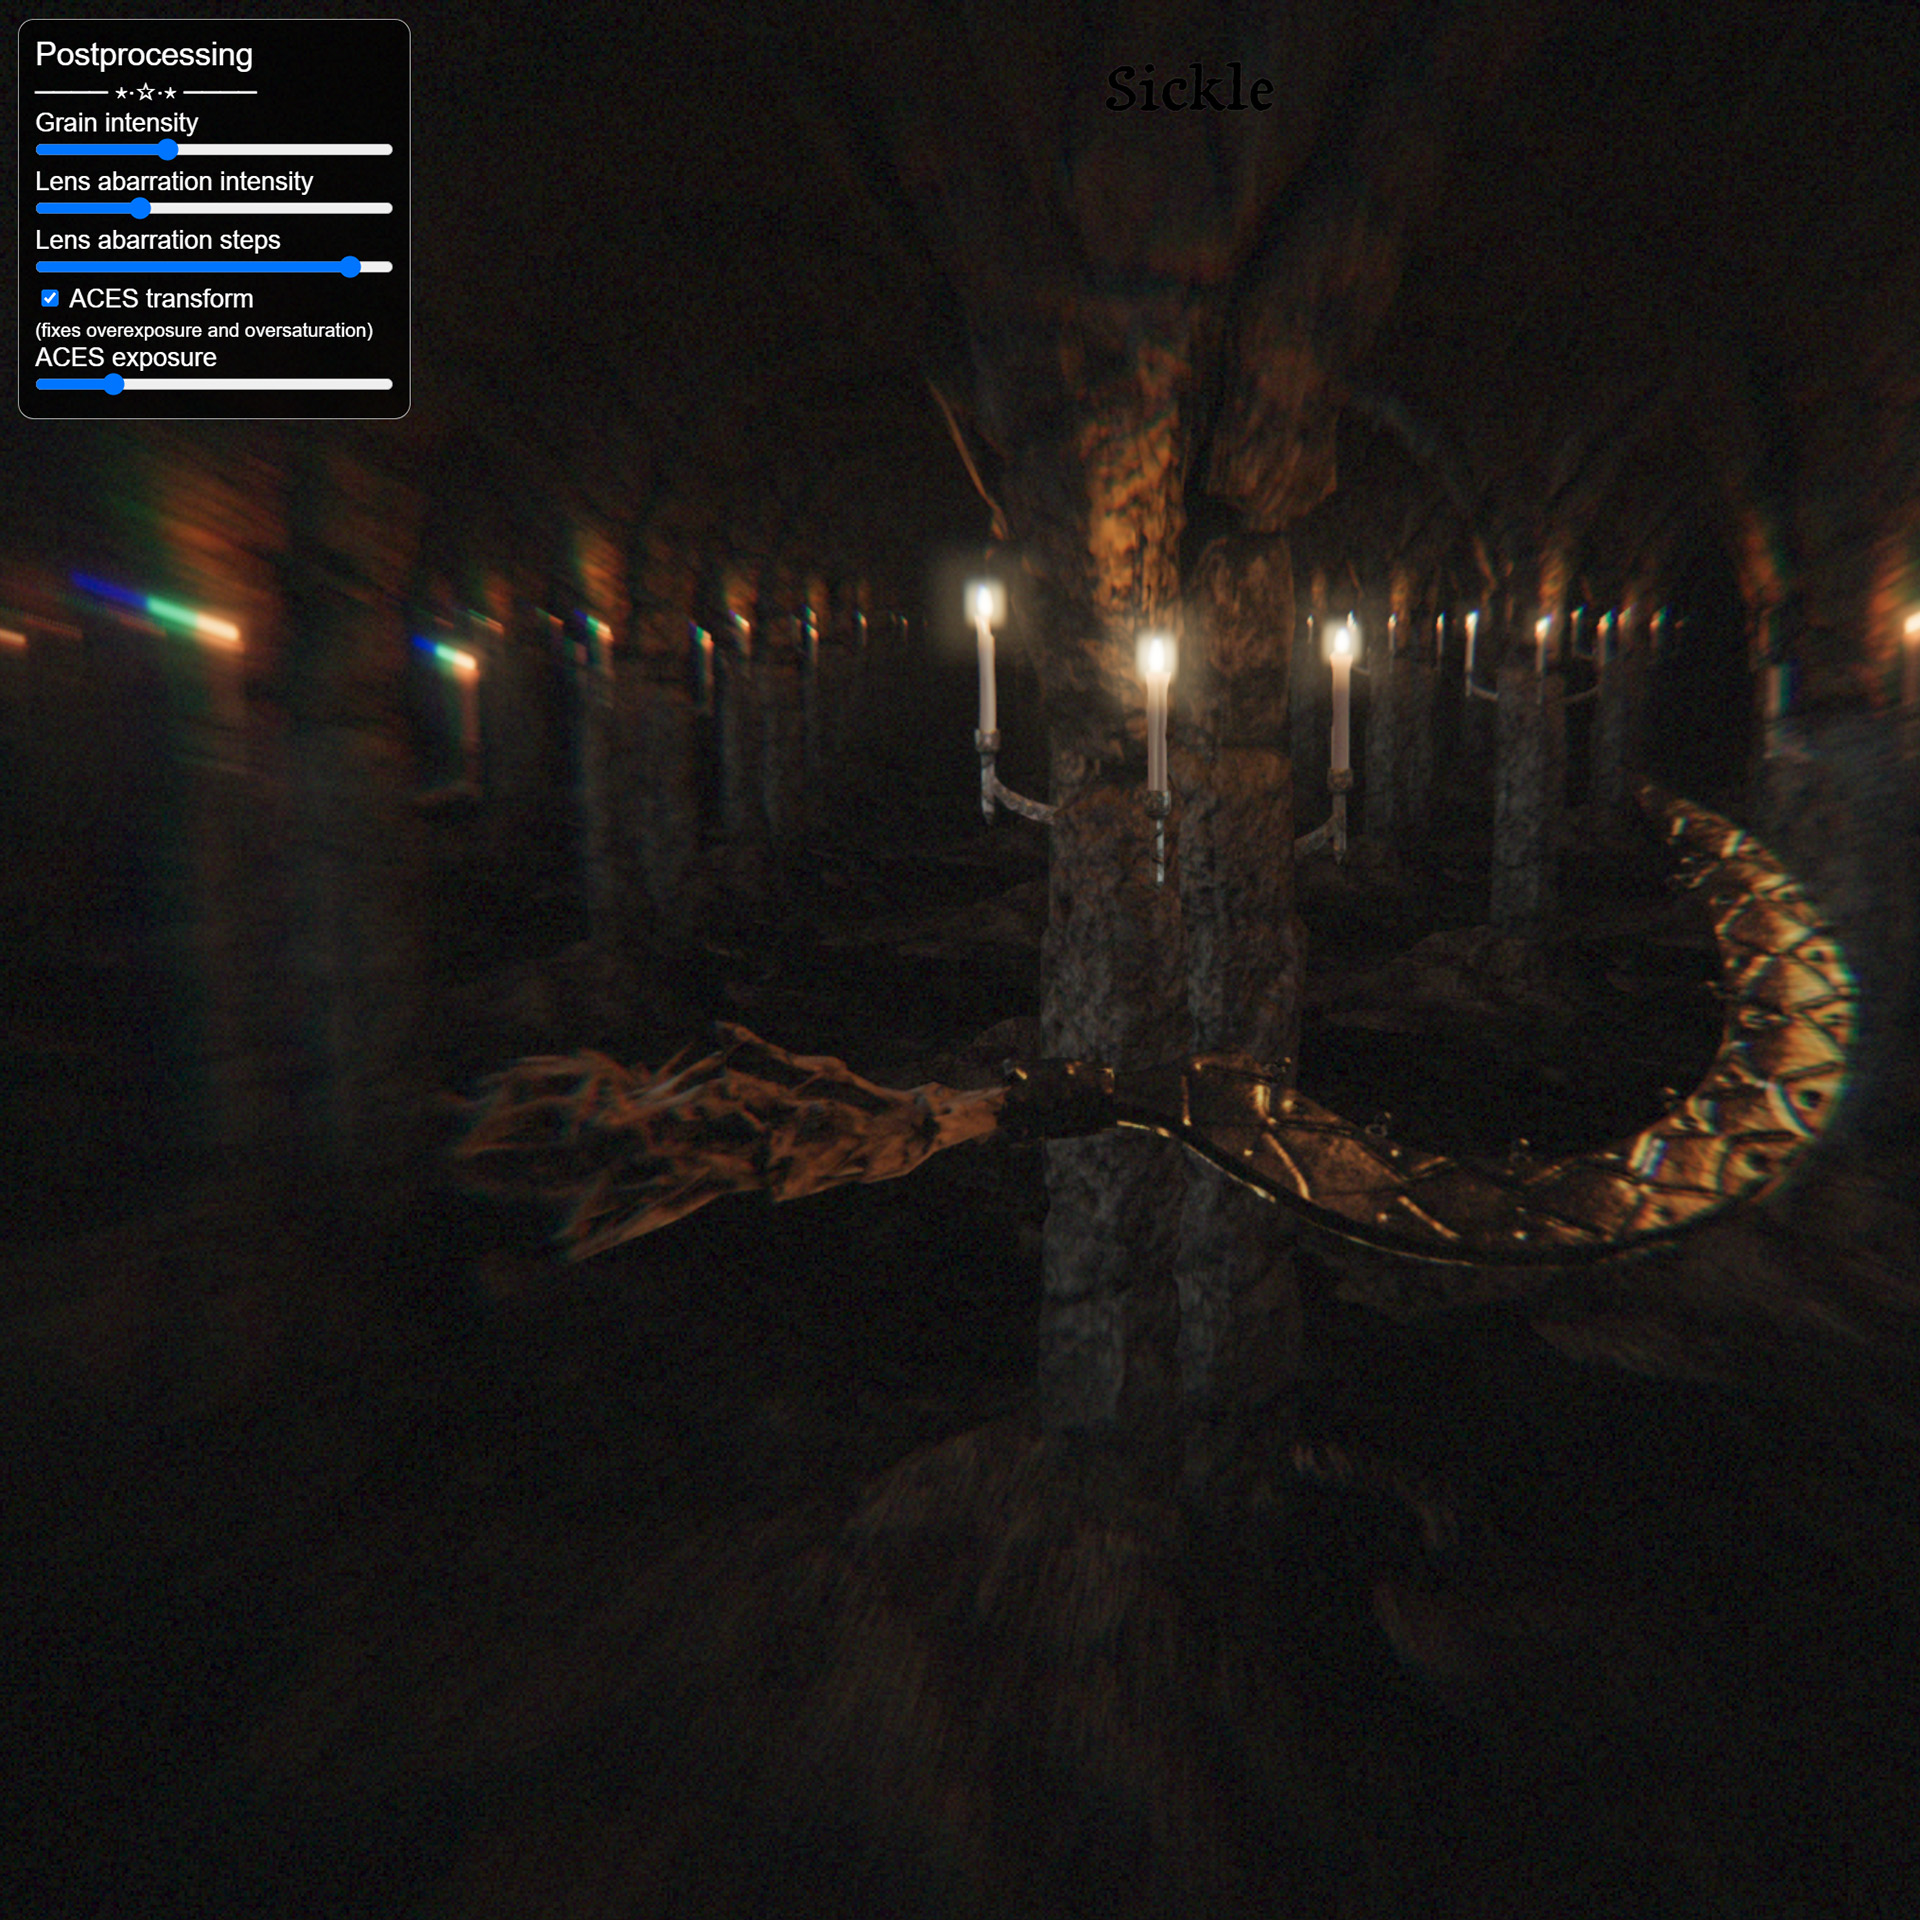 Postprocessing
———— ⋆⋅☆⋅⋆ ————
Grain intensity
Lens abarration intensity
Lens abarration steps
ACES transform
(fixes overexposure and oversaturation)
ACES exposure
Sickle